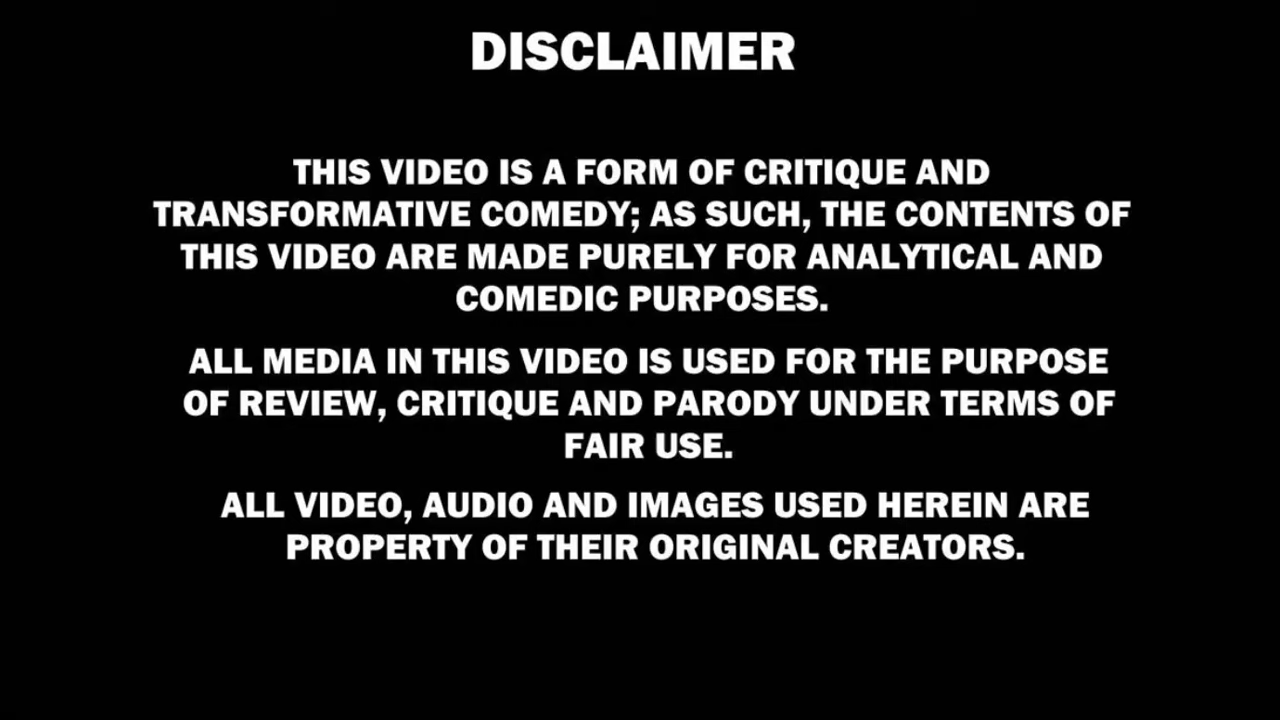 DISCLAIMER
THIS VIDEO IS A FORM OF CRITIQUE AND
TRANSFORMATIVE COMEDY; AS SUCH, THE CONTENTS OF
THIS VIDEO ARE MADE PURELY FOR ANALYTICAL AND
COMEDIC PURPOSES.
ALL MEDIA IN THIS VIDEO IS USED FOR THE PURPOSE
OF REVIEW, CRITIQUE AND PARODY UNDER TERMS OF
FAIR USE.
ALL VIDEO, AUDIO AND IMAGES USED HEREIN ARE
PROPERTY OF THEIR ORIGINAL CREATORS.